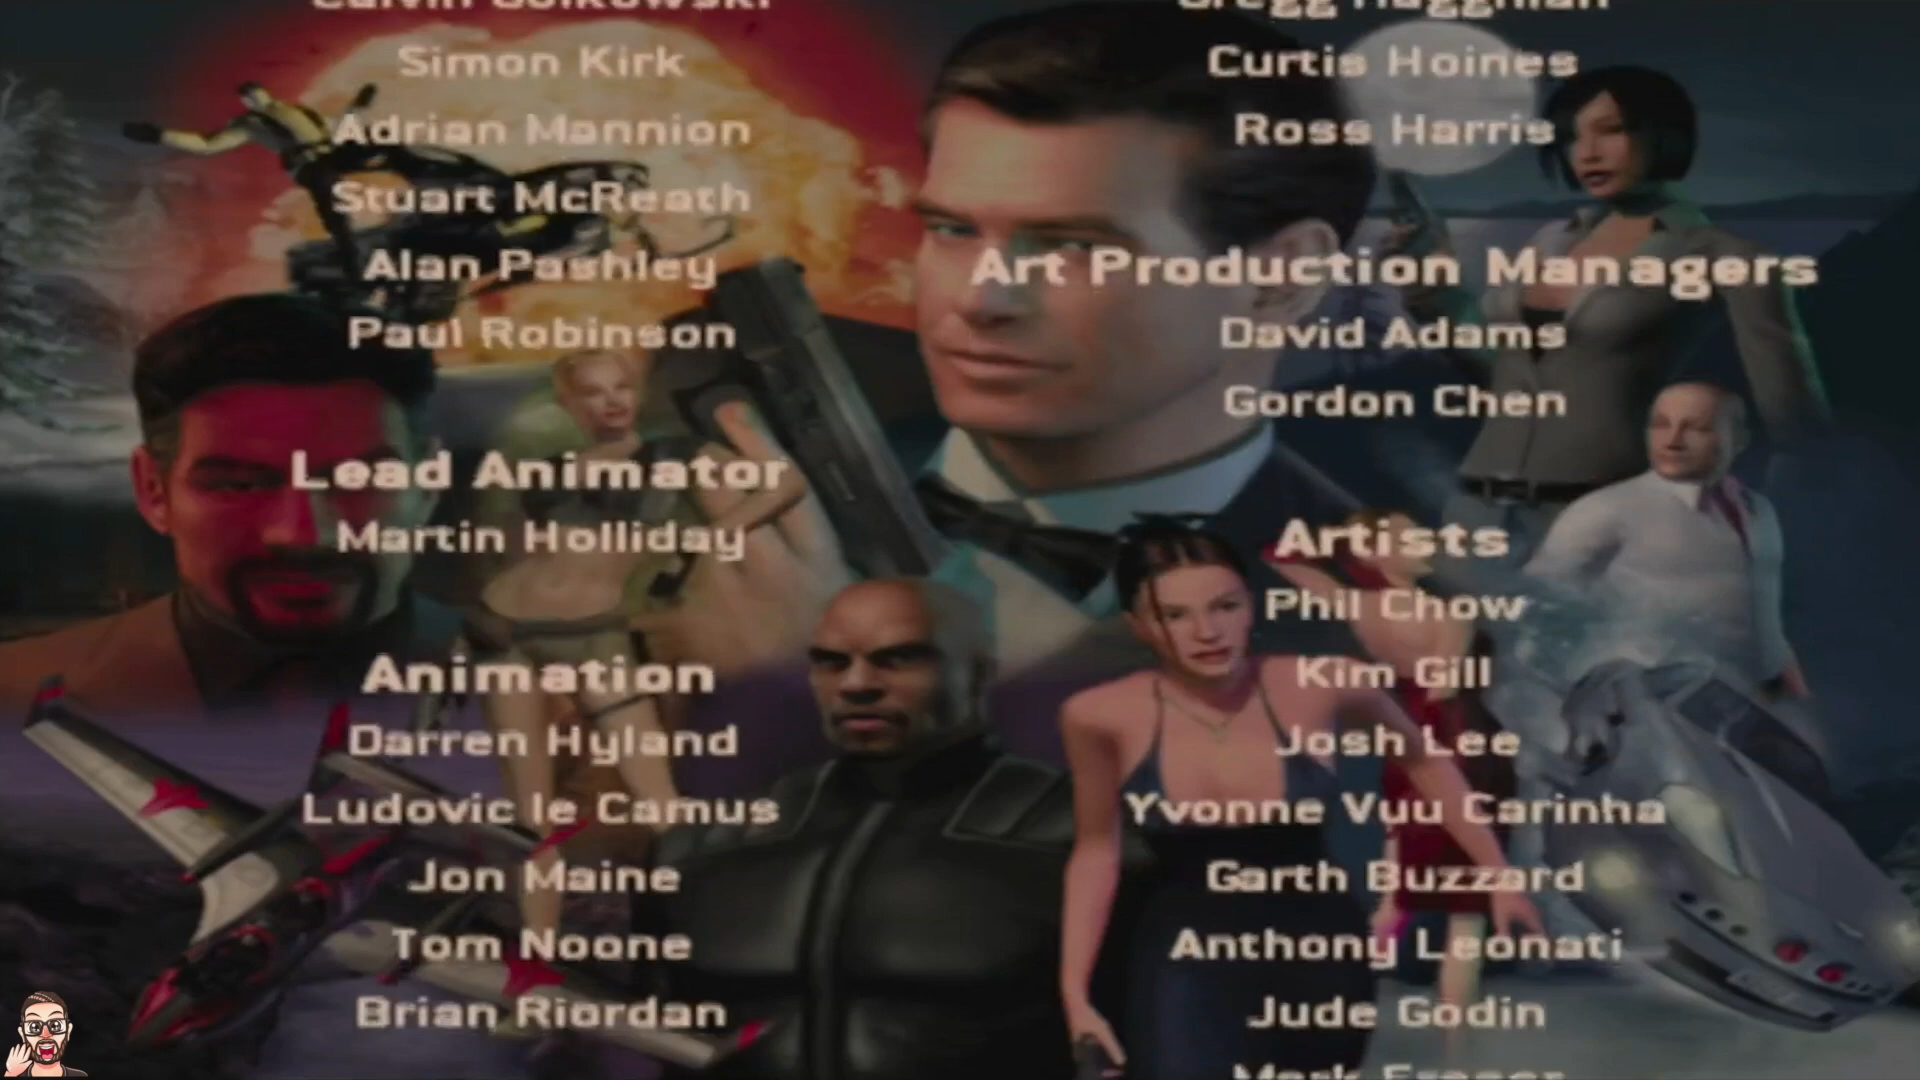 Simon Kirk
Adrian Mannion
Stuart McReath
Alan Pashley
Paul Robinson
Lead Animator
Martin Holliday
Animation
Darren Hyland
Ludovic le Camus
Jon Maine
Tom Noone
Brian Riordan
Curtis Hoines
Ross Harris
Art Production Managers
David Adams
Gordon Chen
Artists
Phil Chow
Kim Gill
Josh Lee
Yvonne Vuu Carinha
Garth Buzzard
Anthony Leonati
Jude Godin